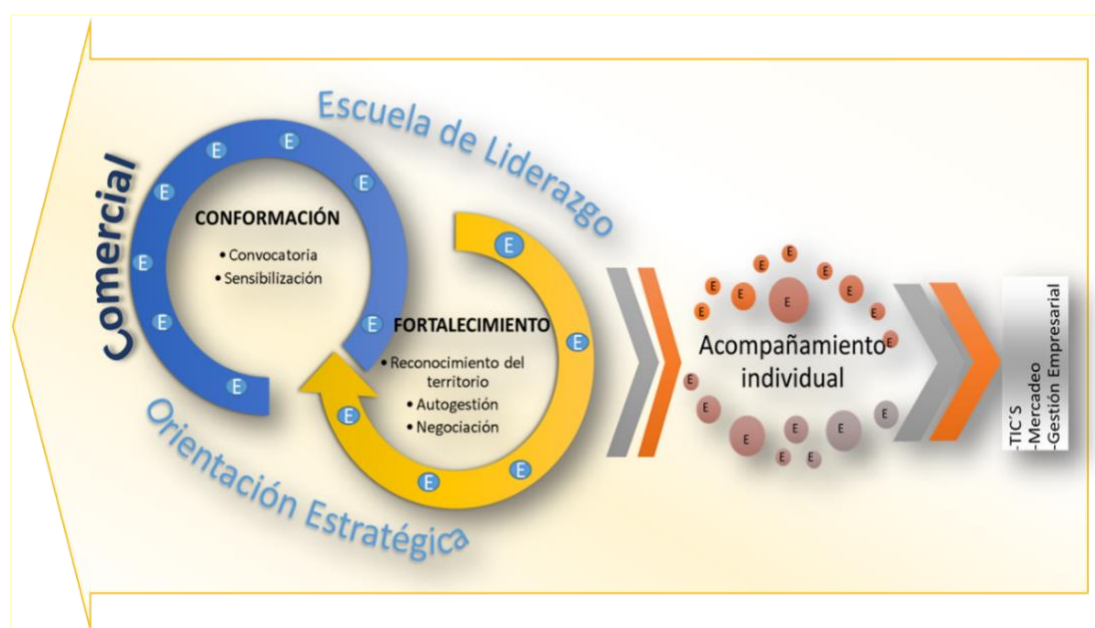 Escuela de Liderazgo
Comercial
Orientación Estratégica
E
E
E
E
E
E
E
E
CONFORMACIÓN
• Convocatoría
• Sensibilización
E
E
E
E
E
FORTALECIMIENTO
• Reconocimiento del
territorio
• Autogestión
• Negociación
E
E
E
E
E
E
E
E
E
E
Acompañamiento
individual
E
E
E
E
E
E
E
E
-TIC´S
-Mercadeo
-Gestión Empresarial